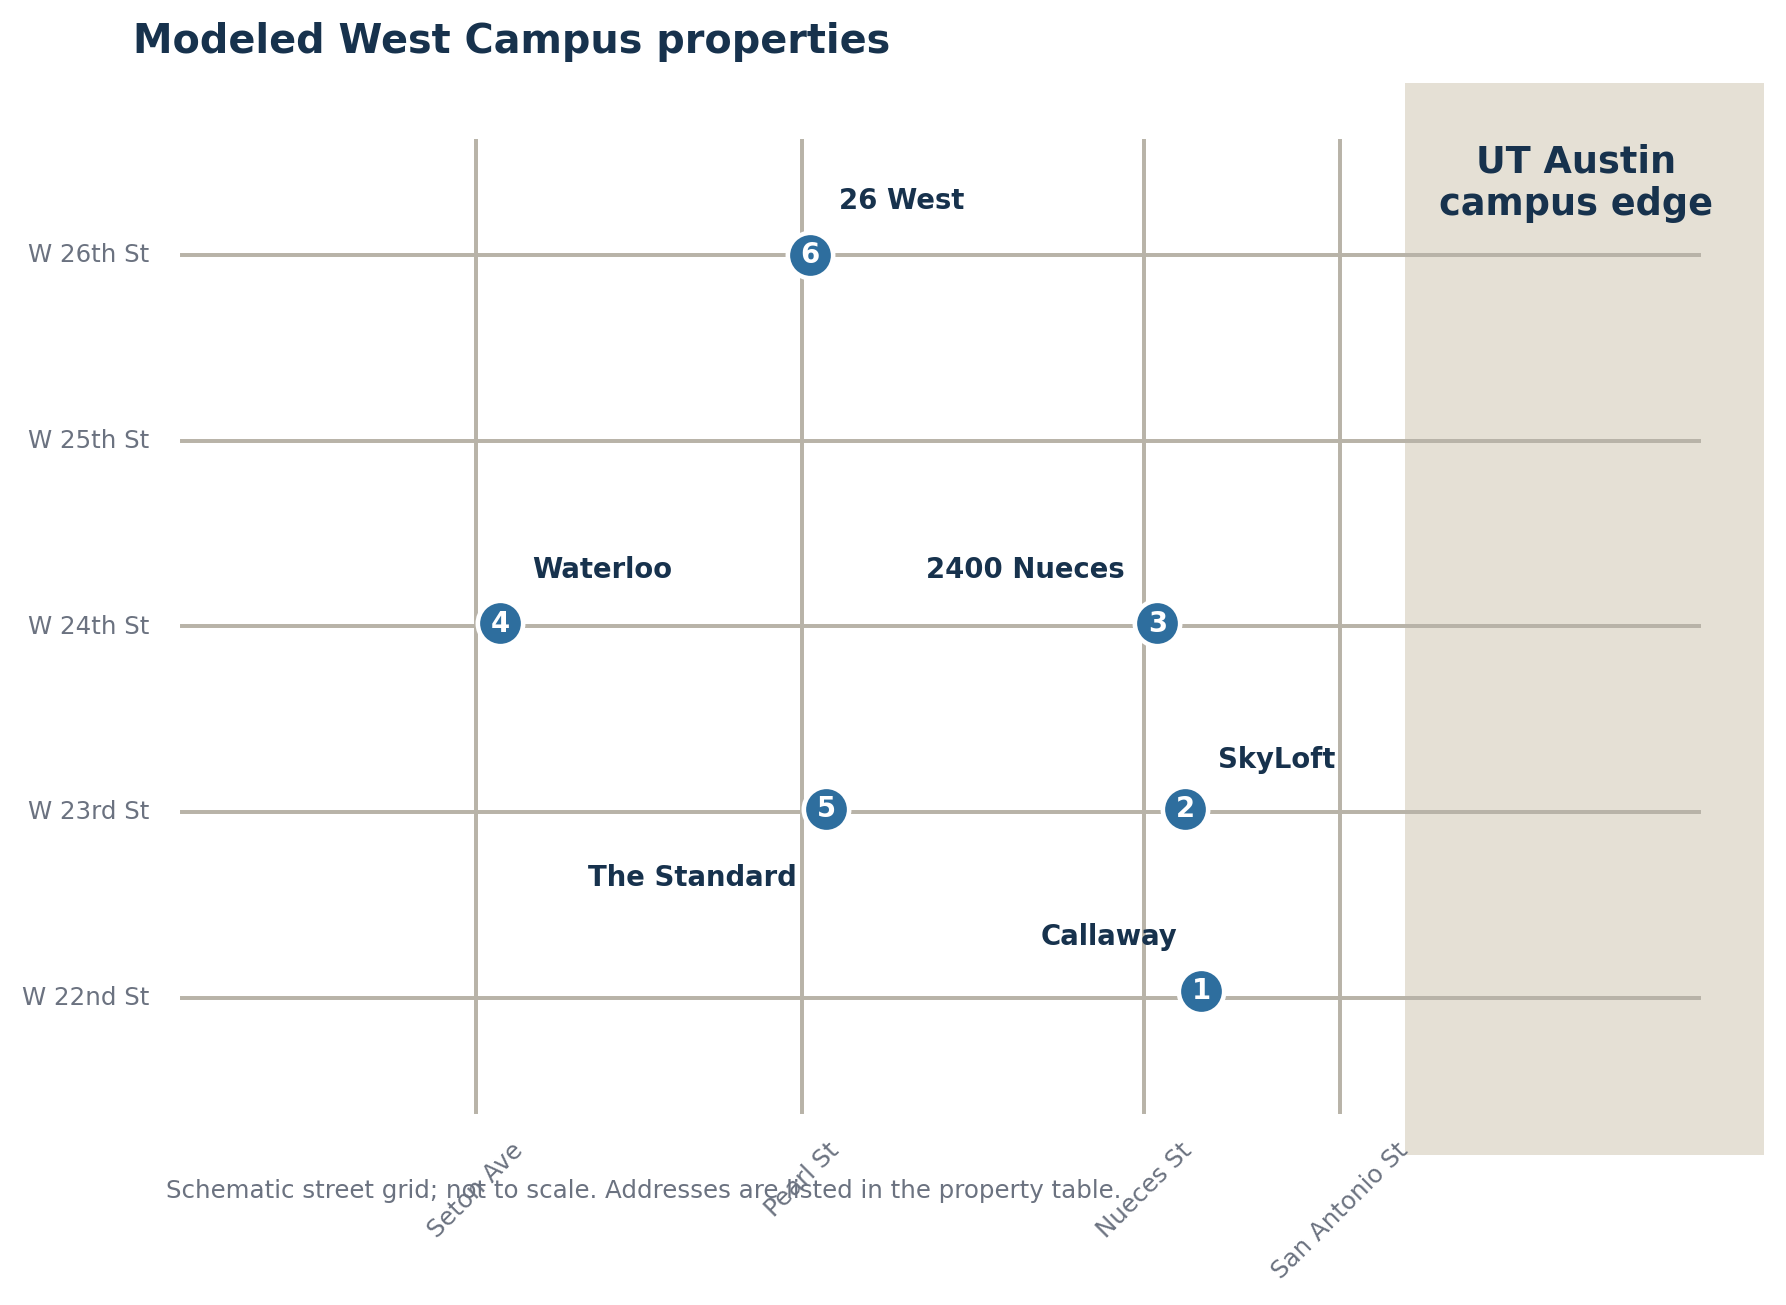 Modeled West Campus properties
UT Austin
campus edge
26 West
W 26th St
6
W 25th St
Waterloo
2400 Nueces
W 24th St
4
3
SkyLoft
W 23rd St
5
2
The Standard
Callaway
W 22nd St
1
Seton Ave
Pearl St
Nueces St
San Antonio St
Schematic street grid; not to scale. Addresses are listed in the property table.